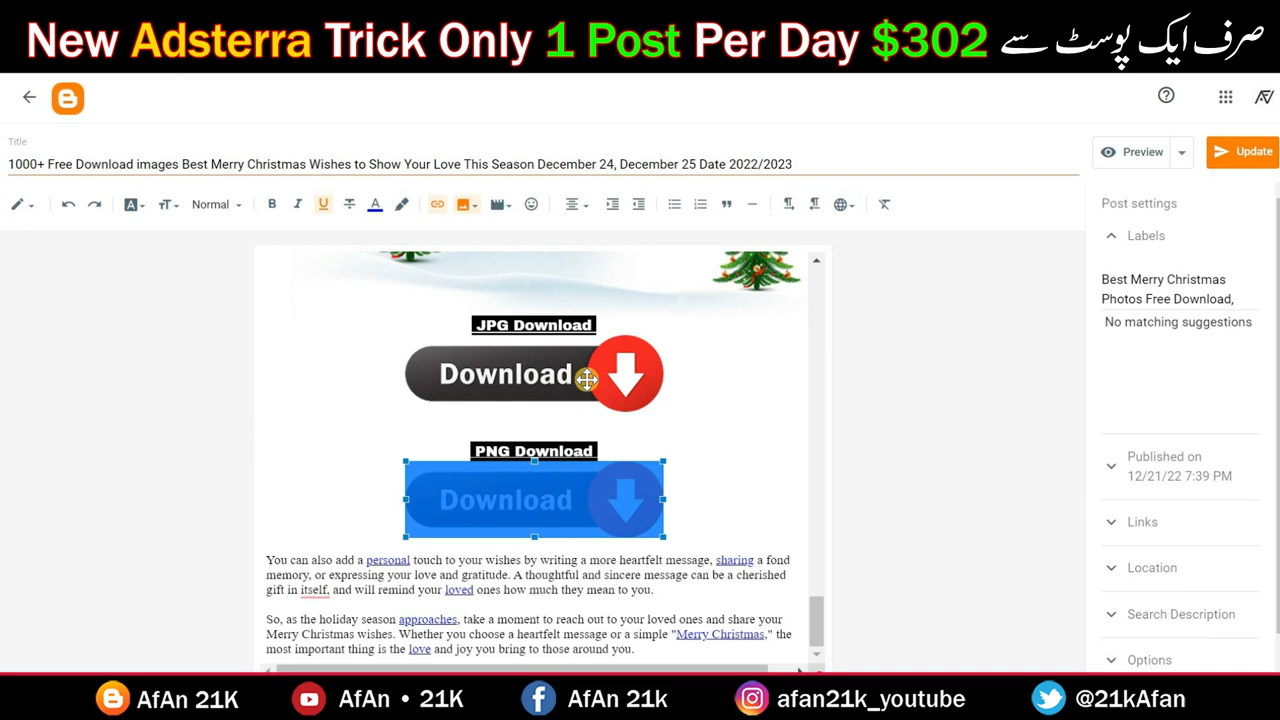 New Adsterra Trick Only 1 Post Per Day $302 صرف ایک پوسٹ سے
Title
1000+ Free Download images Best Merry Christmas Wishes to Show Your Love This Season December 24, December 25 Date 2022/2023
Preview
Update
Normal
Post settings
Labels
Best Merry Christmas
Photos Free Download,
No matching suggestions
JPG Download
Download
PNG Download
Download
You can also add a personal touch to your wishes by writing a more heartfelt message, sharing a fond
memory, or expressing your love and gratitude. A thoughtful and sincere message can be a cherished
gift in itself, and will remind your loved ones how much they mean to you.
So, as the holiday season approaches, take a moment to reach out to your loved ones and share your
Merry Christmas wishes. Whether you choose a heartfelt message or a simple "Merry Christmas," the
most important thing is the love and joy you bring to those around you.
Published on
12/21/22 7:39 PM
Links
Location
Search Description
Options
AfAn 21K
AfAn • 21K
AfAn 21k
afan21k_youtube
@21kAfan